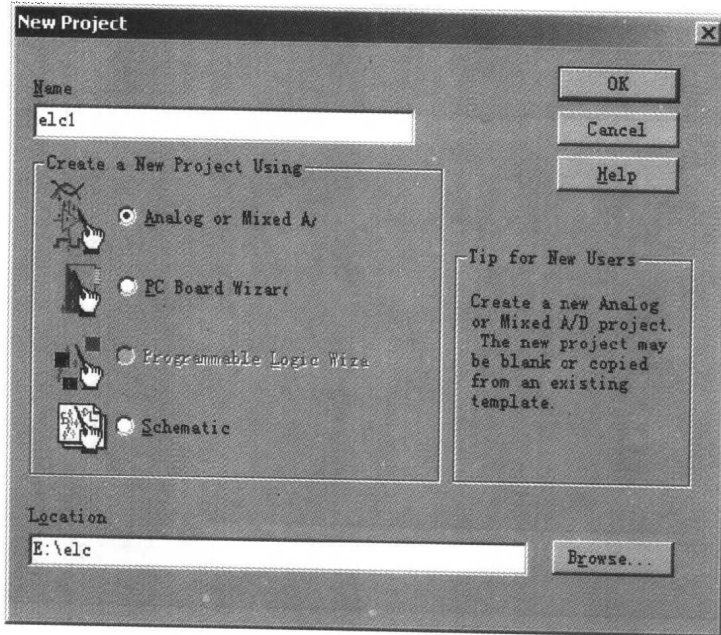 New Project
Name
elc1
OK
Cancel
Help
Create a New Project Using
Analog or Mixed A/
PC Board Wizard
Programmable Logic Wiza
Schematic
Tip for New Users
Create a new Analog
or Mixed A/D project.
The new project may
be blank or copied
from an existing
template.
Location
E:\elc
Browse...